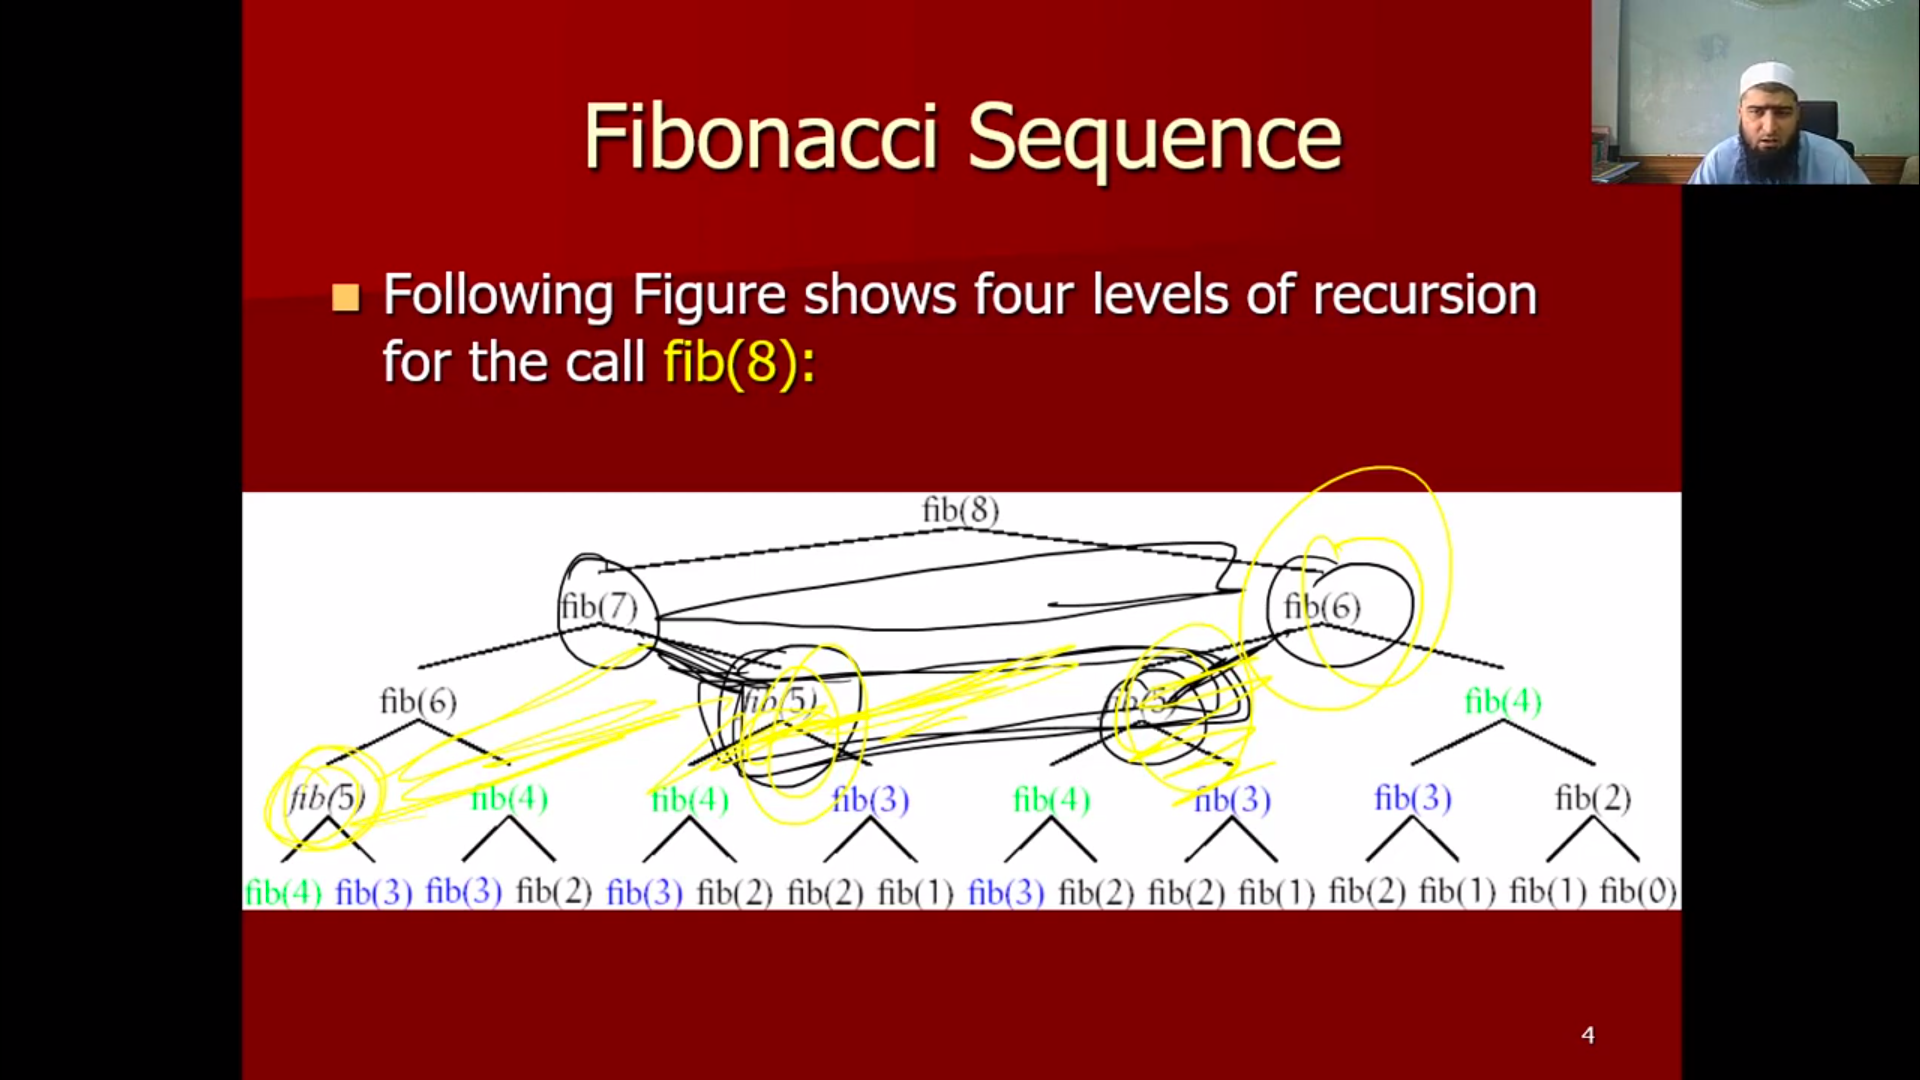 Fibonacci Sequence
Following Figure shows four levels of recursion
for the call fib(8):
fib(8)
fib(7) fib(6)
fib(6) fib(5) fib(5) fib(4)
fib(5) fib(4) fib(4) fib(3) fib(4) fib(3) fib(3) fib(2)
fib(4) fib(3) fib(3) fib(2) fib(3) fib(2) fib(2) fib(1) fib(3) fib(2) fib(2) fib(1) fib(2) fib(1) fib(1) fib(0)
4